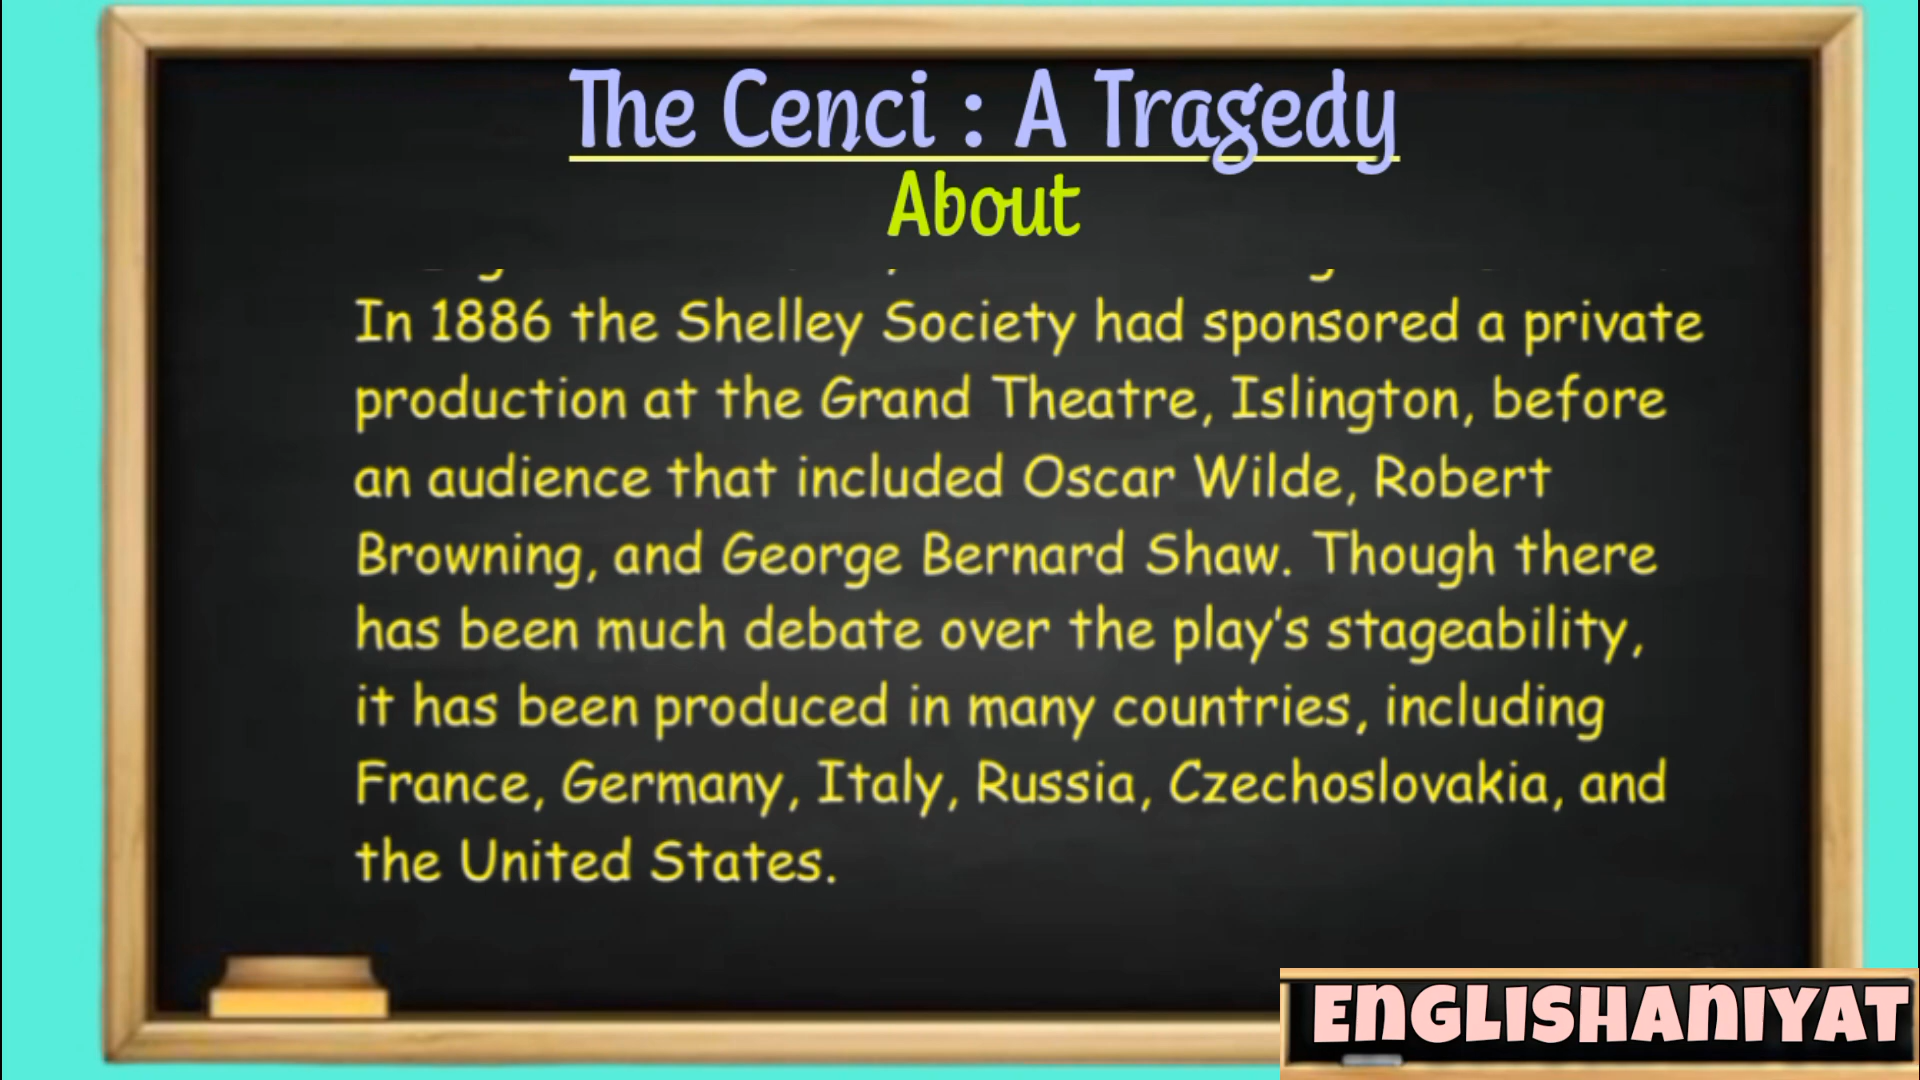 The Cenci : A Tragedy
About
In 1886 the Shelley Society had sponsored a private
production at the Grand Theatre, Islington, before
an audience that included Oscar Wilde, Robert
Browning, and George Bernard Shaw. Though there
has been much debate over the play's stageability,
it has been produced in many countries, including
France, Germany, Italy, Russia, Czechoslovakia, and
the United States.
ENGLISHANIYAT